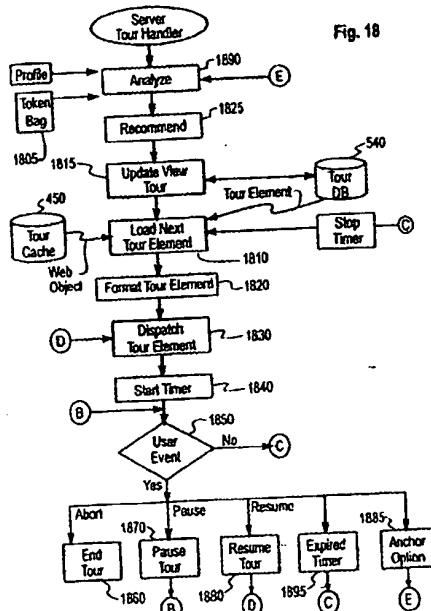 Server
Tour Handler
Fig. 18
1890
Profile
Analyze
E
Token
Bag
1825
1805
Recommend
1815
540
Update View
Tour
Tour
DB
Tour Element
450
Tour
Cache
Load Next
Tour Element
Stop
Timer
C
Web
Object
1810
Format Tour Element
1820
D
Dispatch
Tour Element
1830
Start Timer
1840
B
1850
User
Event
No
C
Yes
Abort
Pause
Resume
1885
1870
End
Tour
Pause
Tour
Resume
Tour
Expired
Timer
Anchor
Option
1860
1880
1895
B
D
C
E